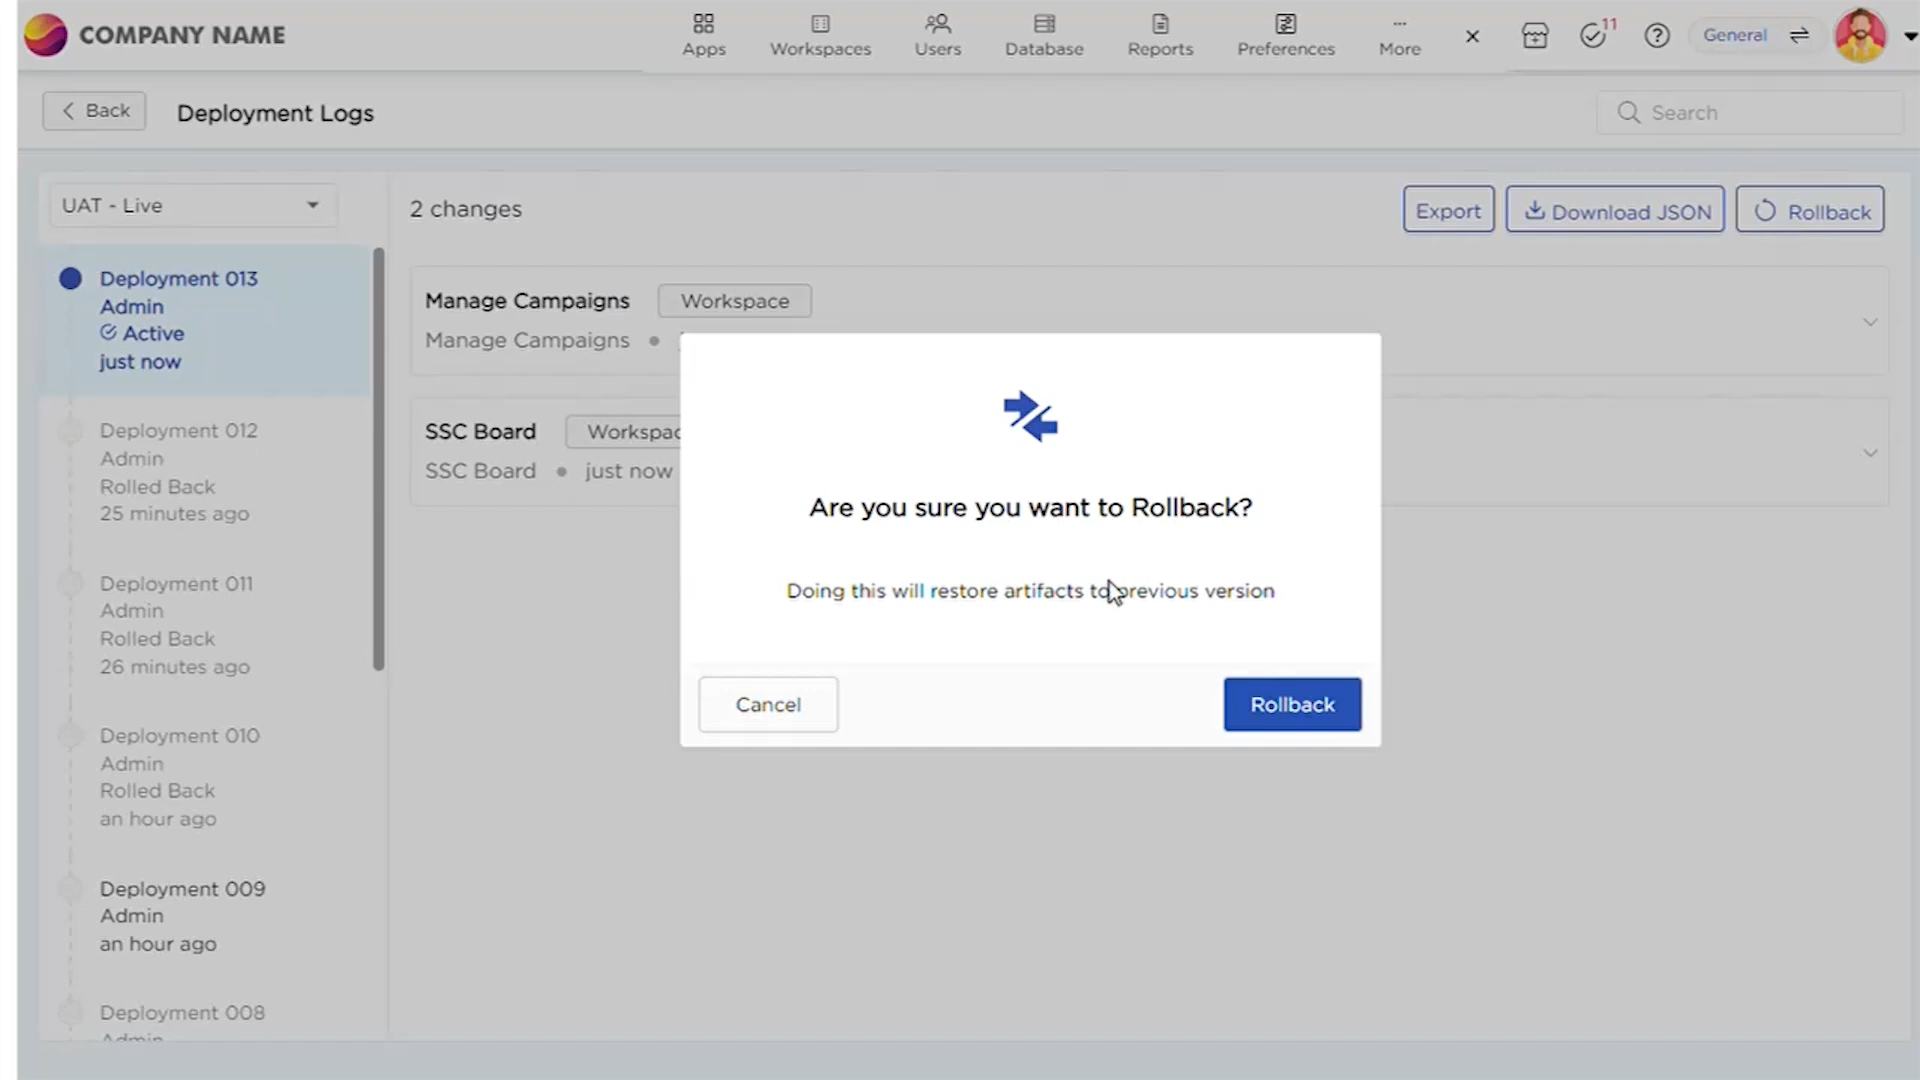 COMPANY NAME
Apps
Workspaces
Users
Database
Reports
Preferences
More
11
General
Back
Deployment Logs
Search
UAT - Live
2 changes
Export
Download JSON
Rollback
Deployment 013
Admin
Active
just now
Deployment 012
Admin
Rolled Back
25 minutes ago
Deployment 011
Admin
Rolled Back
26 minutes ago
Deployment 010
Admin
Rolled Back
an hour ago
Deployment 009
Admin
an hour ago
Deployment 008
Admin
Manage Campaigns
Workspace
Manage Campaigns
SSC Board
Workspac
SSC Board • just now
Are you sure you want to Rollback?
Doing this will restore artifacts to previous version
Cancel
Rollback